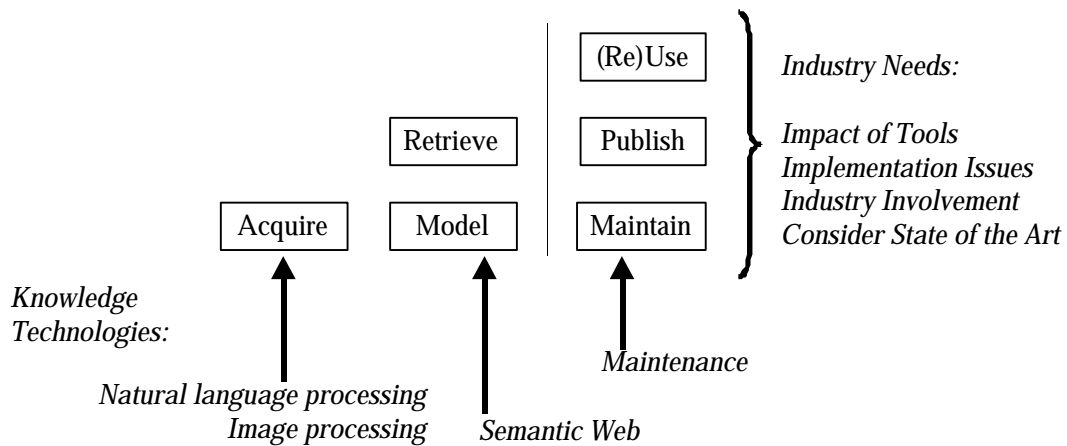 (Re)Use
Industry Needs:
Retrieve
Publish
Impact of Tools
Implementation Issues
Industry Involvement
Consider State of the Art
Acquire
Model
Maintain
Knowledge
Technologies:
Maintenance
Natural language processing
Image processing
Semantic Web